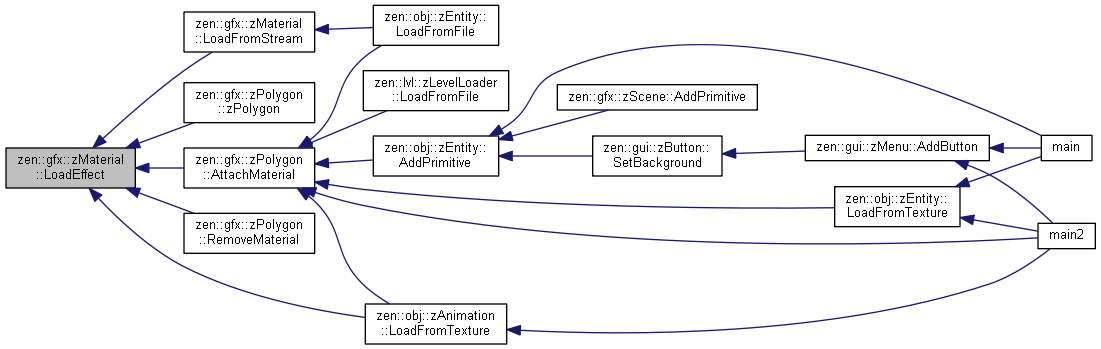 zen::gfx::zMaterial
::LoadEffect
zen::gfx::zMaterial
::LoadFromStream
zen::gfx::zPolygon
::zPolygon
zen::gfx::zPolygon
::AttachMaterial
zen::gfx::zPolygon
::RemoveMaterial
zen::obj::zEntity::
LoadFromFile
zen::lvl::zLevelLoader
::LoadFromFile
zen::obj::zEntity::
AddPrimitive
zen::obj::zAnimation
::LoadFromTexture
zen::gfx::zScene::AddPrimitive
zen::gui::zButton::
SetBackground
zen::gui::zMenu::AddButton
zen::obj::zEntity::
LoadFromTexture
main
main2